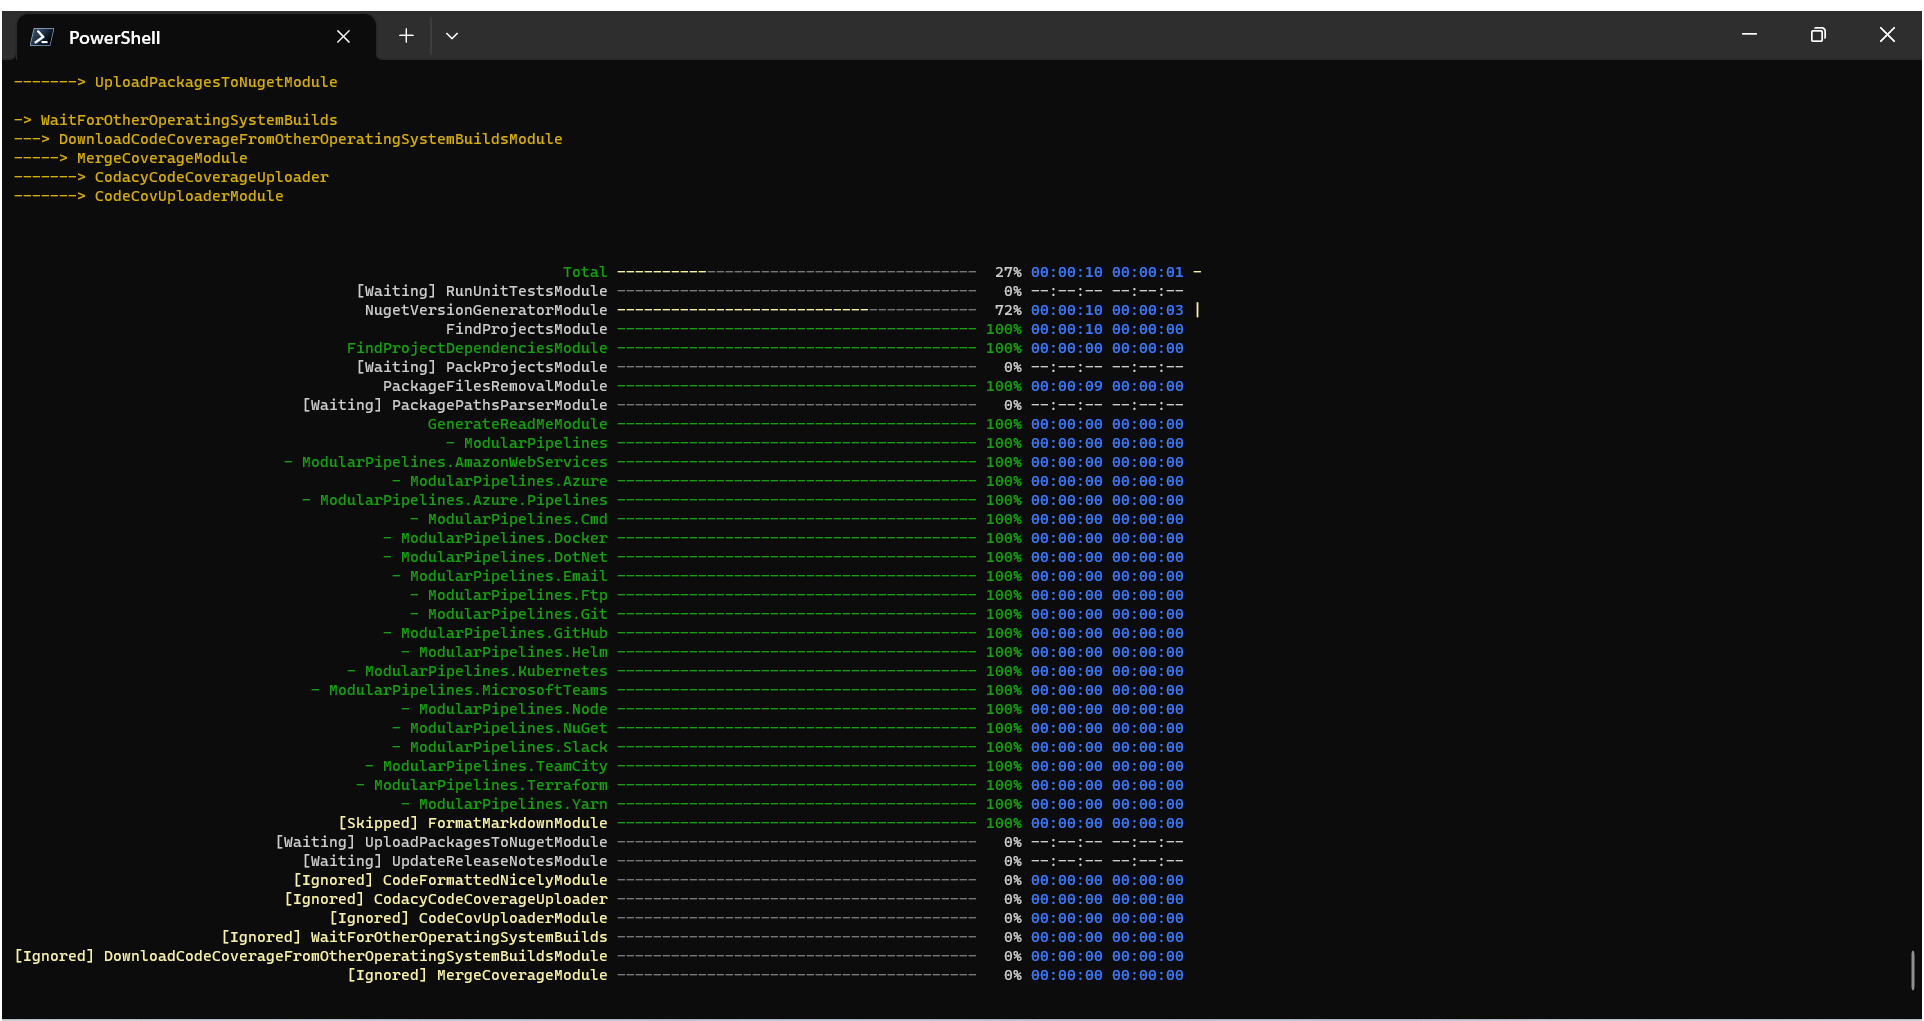 PowerShell
-------> UploadPackagesToNugetModule
-> WaitForOtherOperatingSystemBuilds
---> DownloadCodeCoverageFromOtherOperatingSystemBuildsModule
-----> MergeCoverageModule
-------> CodacyCodeCoverageUploader
-------> CodeCovUploaderModule
Total ---------------------------------------- 27% 00:00:10 00:00:01 -
[Waiting] RunUnitTestsModule ---------------------------------------- 0% --:--:-- --:--:--
NugetVersionGeneratorModule ---------------------------------------- 72% 00:00:10 00:00:03 |
FindProjectsModule ---------------------------------------- 100% 00:00:10 00:00:00
FindProjectDependenciesModule ---------------------------------------- 100% 00:00:00 00:00:00
[Waiting] PackProjectsModule ---------------------------------------- 0% --:--:-- --:--:--
PackageFilesRemovalModule ---------------------------------------- 100% 00:00:09 00:00:00
[Waiting] PackagePathsParserModule ---------------------------------------- 0% --:--:-- --:--:--
GenerateReadMeModule ---------------------------------------- 100% 00:00:00 00:00:00
- ModularPipelines ---------------------------------------- 100% 00:00:00 00:00:00
- ModularPipelines.AmazonWebServices ---------------------------------------- 100% 00:00:00 00:00:00
- ModularPipelines.Azure ---------------------------------------- 100% 00:00:00 00:00:00
- ModularPipelines.Azure.Pipelines ---------------------------------------- 100% 00:00:00 00:00:00
- ModularPipelines.Cmd ---------------------------------------- 100% 00:00:00 00:00:00
- ModularPipelines.Docker ---------------------------------------- 100% 00:00:00 00:00:00
- ModularPipelines.DotNet ---------------------------------------- 100% 00:00:00 00:00:00
- ModularPipelines.Email ---------------------------------------- 100% 00:00:00 00:00:00
- ModularPipelines.Ftp ---------------------------------------- 100% 00:00:00 00:00:00
- ModularPipelines.Git ---------------------------------------- 100% 00:00:00 00:00:00
- ModularPipelines.GitHub ---------------------------------------- 100% 00:00:00 00:00:00
- ModularPipelines.Helm ---------------------------------------- 100% 00:00:00 00:00:00
- ModularPipelines.Kubernetes ---------------------------------------- 100% 00:00:00 00:00:00
- ModularPipelines.MicrosoftTeams ---------------------------------------- 100% 00:00:00 00:00:00
- ModularPipelines.Node ---------------------------------------- 100% 00:00:00 00:00:00
- ModularPipelines.NuGet ---------------------------------------- 100% 00:00:00 00:00:00
- ModularPipelines.Slack ---------------------------------------- 100% 00:00:00 00:00:00
- ModularPipelines.TeamCity ---------------------------------------- 100% 00:00:00 00:00:00
- ModularPipelines.Terraform ---------------------------------------- 100% 00:00:00 00:00:00
- ModularPipelines.Yarn ---------------------------------------- 100% 00:00:00 00:00:00
[Skipped] FormatMarkdownModule ---------------------------------------- 100% 00:00:00 00:00:00
[Waiting] UploadPackagesToNugetModule ---------------------------------------- 0% --:--:-- --:--:--
[Waiting] UpdateReleaseNotesModule ---------------------------------------- 0% --:--:-- --:--:--
[Ignored] CodeFormattedNicelyModule ---------------------------------------- 0% 00:00:00 00:00:00
[Ignored] CodacyCodeCoverageUploader ---------------------------------------- 0% 00:00:00 00:00:00
[Ignored] CodeCovUploaderModule ---------------------------------------- 0% 00:00:00 00:00:00
[Ignored] WaitForOtherOperatingSystemBuilds ---------------------------------------- 0% 00:00:00 00:00:00
[Ignored] DownloadCodeCoverageFromOtherOperatingSystemBuildsModule ---------------------------------------- 0% 00:00:00 00:00:00
[Ignored] MergeCoverageModule ---------------------------------------- 0% 00:00:00 00:00:00